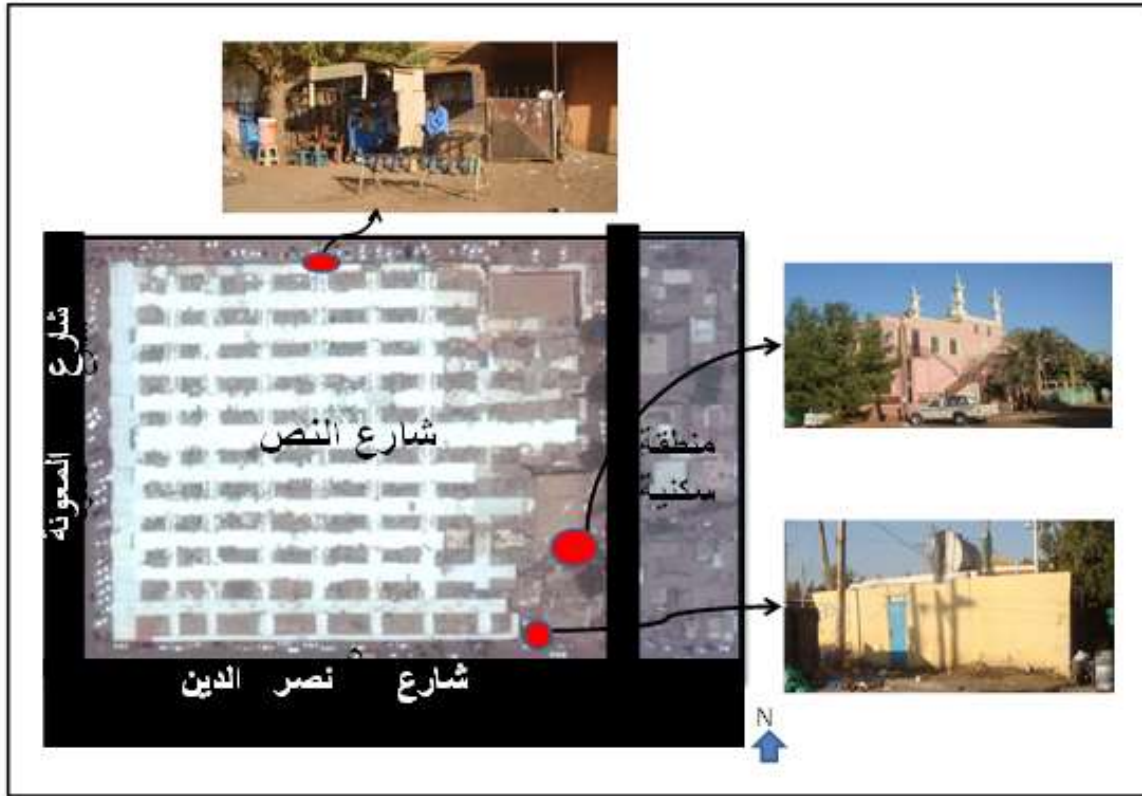 شارع
المعونة
شارع النص
منطقة
سكنية
شارع نصر الدين
N